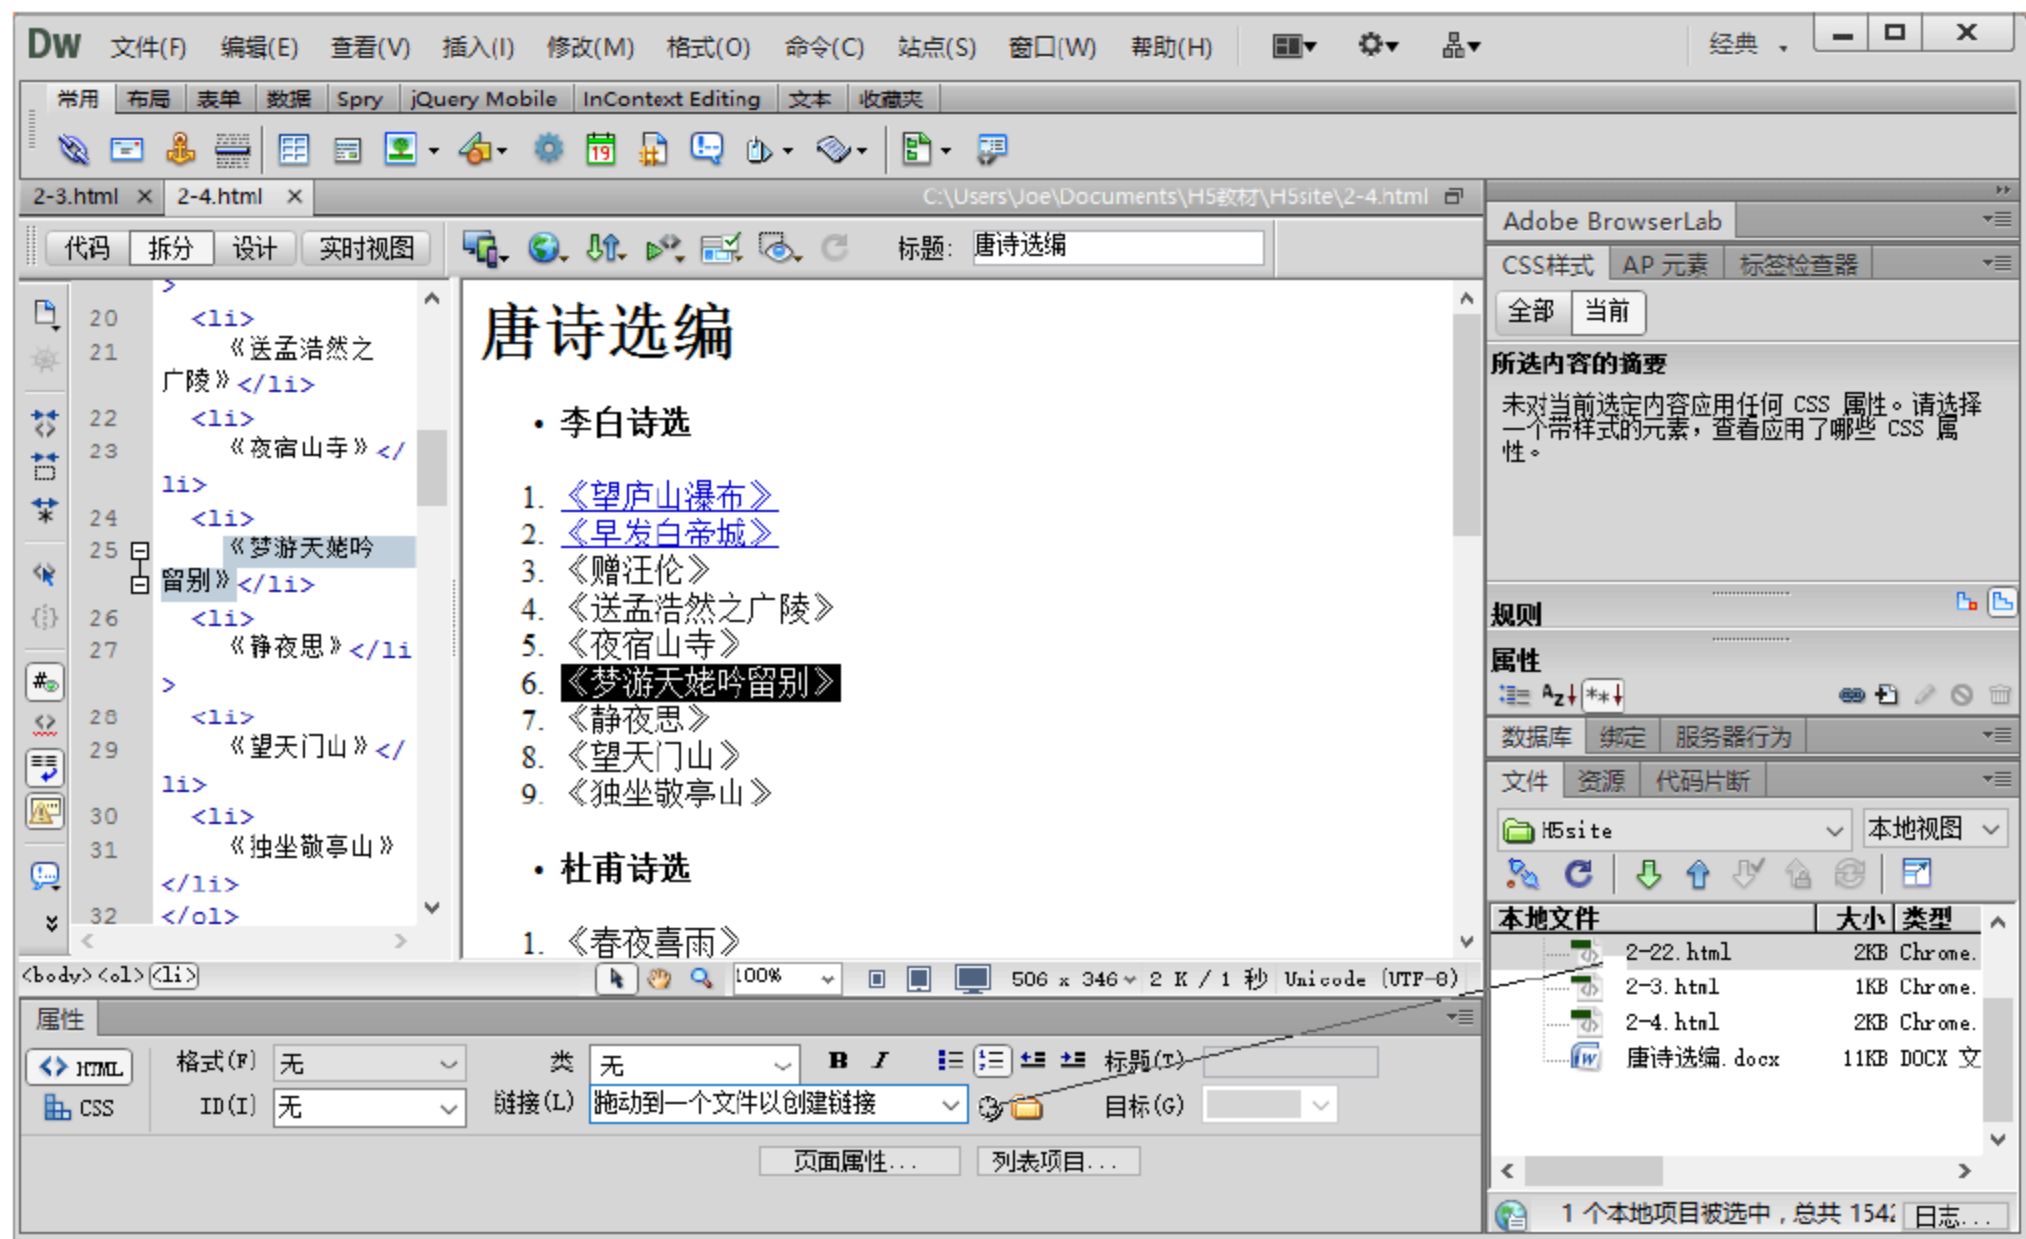 Dw 文件(F) 编辑(E) 查看(V) 插入(I) 修改(M) 格式(O) 命令(C) 站点(S) 窗口(W) 帮助(H) 经典
常用 布局 表单 数据 Spry jQuery Mobile InContext Editing 文本 收藏夹
19
2-3.html × 2-4.html × C:\Users\Joe\Documents\H5教材\H5site\2-4.html
代码 拆分 设计 实时视图 标题: 唐诗选编
>
20 <li>
21 《送孟浩然之
广陵》</li>
22 <li>
23 《夜宿山寺》</
li>
24 <li>
25 《梦游天姥吟
留别》</li>
26 <li>
27 《静夜思》</li
>
28 <li>
29 《望天门山》</
li>
30 <li>
31 《独坐敬亭山》
</li>
32 </ol>
唐诗选编
• 李白诗选
1. 《望庐山瀑布》
2. 《早发白帝城》
3. 《赠汪伦》
4. 《送孟浩然之广陵》
5. 《夜宿山寺》
6. 《梦游天姥吟留别》
7. 《静夜思》
8. 《望天门山》
9. 《独坐敬亭山》
• 杜甫诗选
1. 《春夜喜雨》
<body><ol><li> 100% 506 x 346 2 K / 1 秒 Unicode (UTF-8)
属性
HTML 格式(F) 无 类 无 B I 标题(T)
CSS ID(I) 无 链接(L) 拖动到一个文件以创建链接 目标(G)
页面属性... 列表项目...
Adobe BrowserLab
CSS样式 AP 元素 标签检查器
全部 当前
所选内容的摘要
未对当前选定内容应用任何 CSS 属性。请选择
一个带样式的元素，查看应用了哪些 CSS 属
性。
规则
属性
数据库 绑定 服务器行为
文件 资源 代码片断
H5site 本地视图
本地文件 大小 类型
2-22.html 2KB Chrome.
2-3.html 1KB Chrome.
2-4.html 2KB Chrome.
唐诗选编.docx 11KB DOCX 文
1 个本地项目被选中，总共 1542 日志...